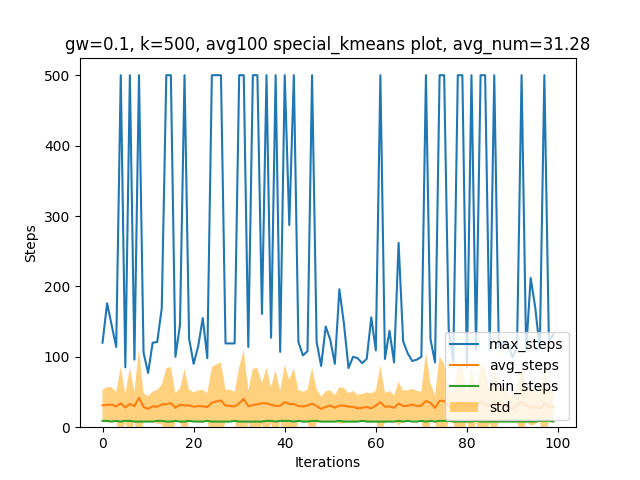 gw=0.1, k=500, avg100 special_kmeans plot, avg_num=31.28
500
400
300
200
100
0
Steps
0
20
40
60
80
100
Iterations
max_steps
avg_steps
min_steps
std